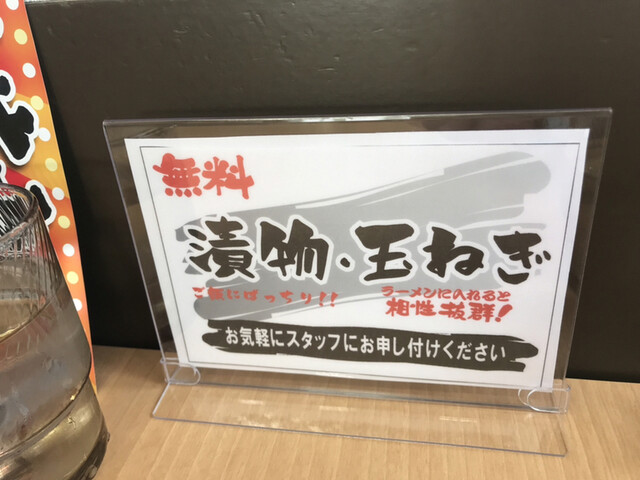 無料
漬物・玉ねぎ
ご飯にばっちり!!
ラーメンに入れると
相性抜群!
お気軽にスタッフにお申し付けください